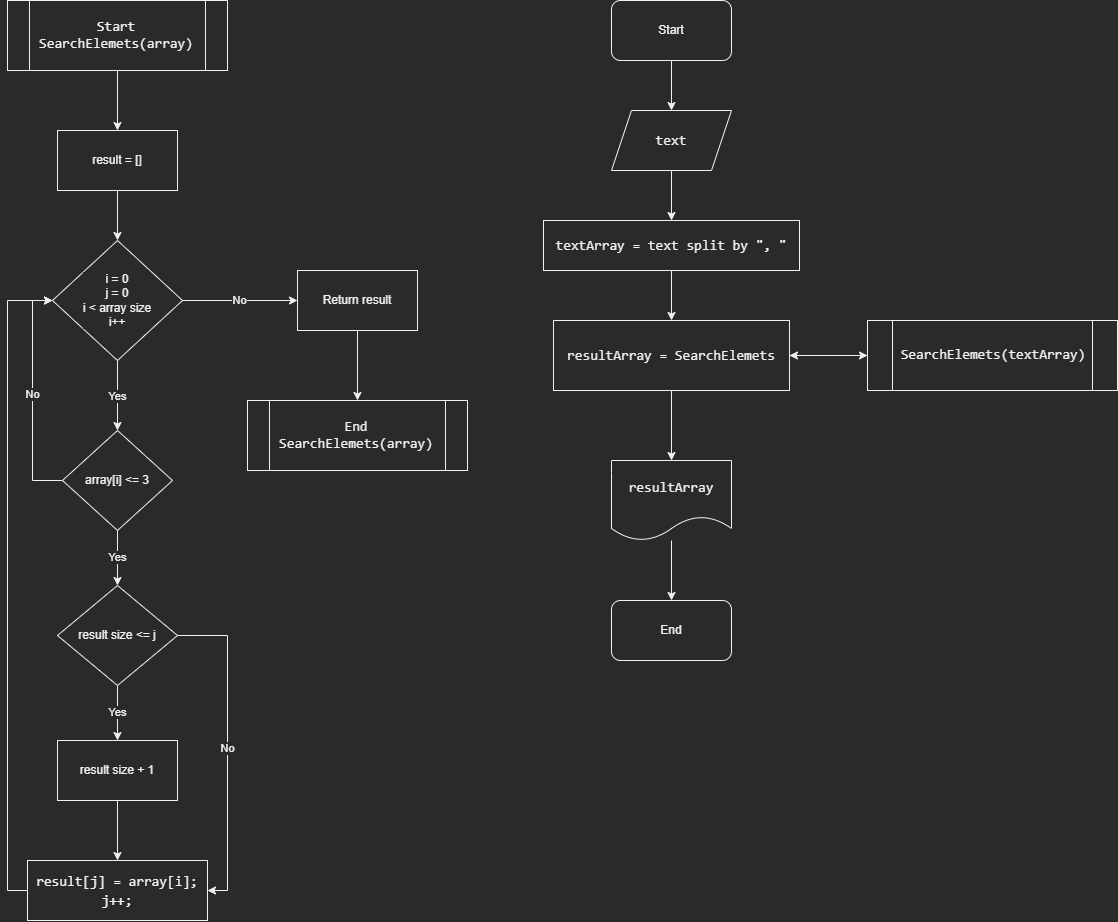 Start
SearchElemets(array)
result = []
i = 0
j = 0
i < array size
i++
No
Return result
No
Yes
End
SearchElemets(array)
array[i] <= 3
Yes
result size <= j
Yes
No
result size + 1
result[j] = array[i];
j++;
Start
text
textArray = text split by ", "
resultArray = SearchElemets
SearchElemets(textArray)
resultArray
End